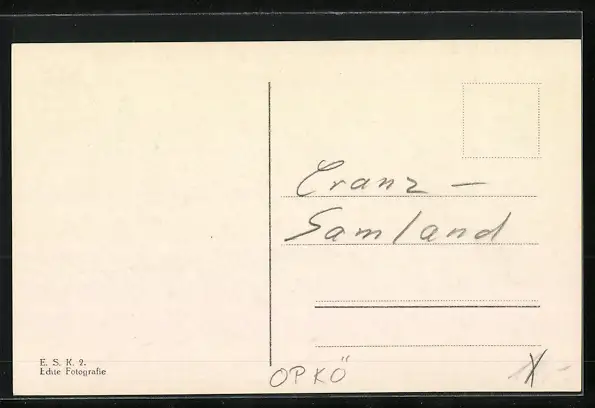 Cranz –
Samland
E. S. K. 2.
Echte Fotografie
OPKÖ